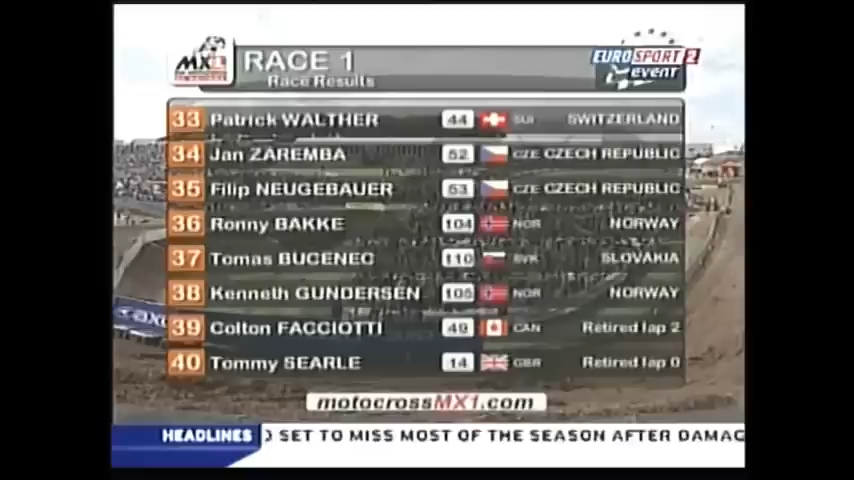 MX1
RACE 1
Race Results
EUROSPORT 2
event
33 Patrick WALTHER 44 SUI SWITZERLAND
34 Jan ZAREMBA 52 CZE CZECH REPUBLIC
35 Filip NEUGEBAUER 53 CZE CZECH REPUBLIC
36 Ronny BAKKE 104 NOR NORWAY
37 Tomas BUCENEC 110 SVK SLOVAKIA
38 Kenneth GUNDERSEN 105 NOR NORWAY
39 Colton FACCIOTTI 49 CAN Retired lap 2
40 Tommy SEARLE 14 GBR Retired lap 0
motocrossMX1.com
HEADLINES SET TO MISS MOST OF THE SEASON AFTER DAMAG